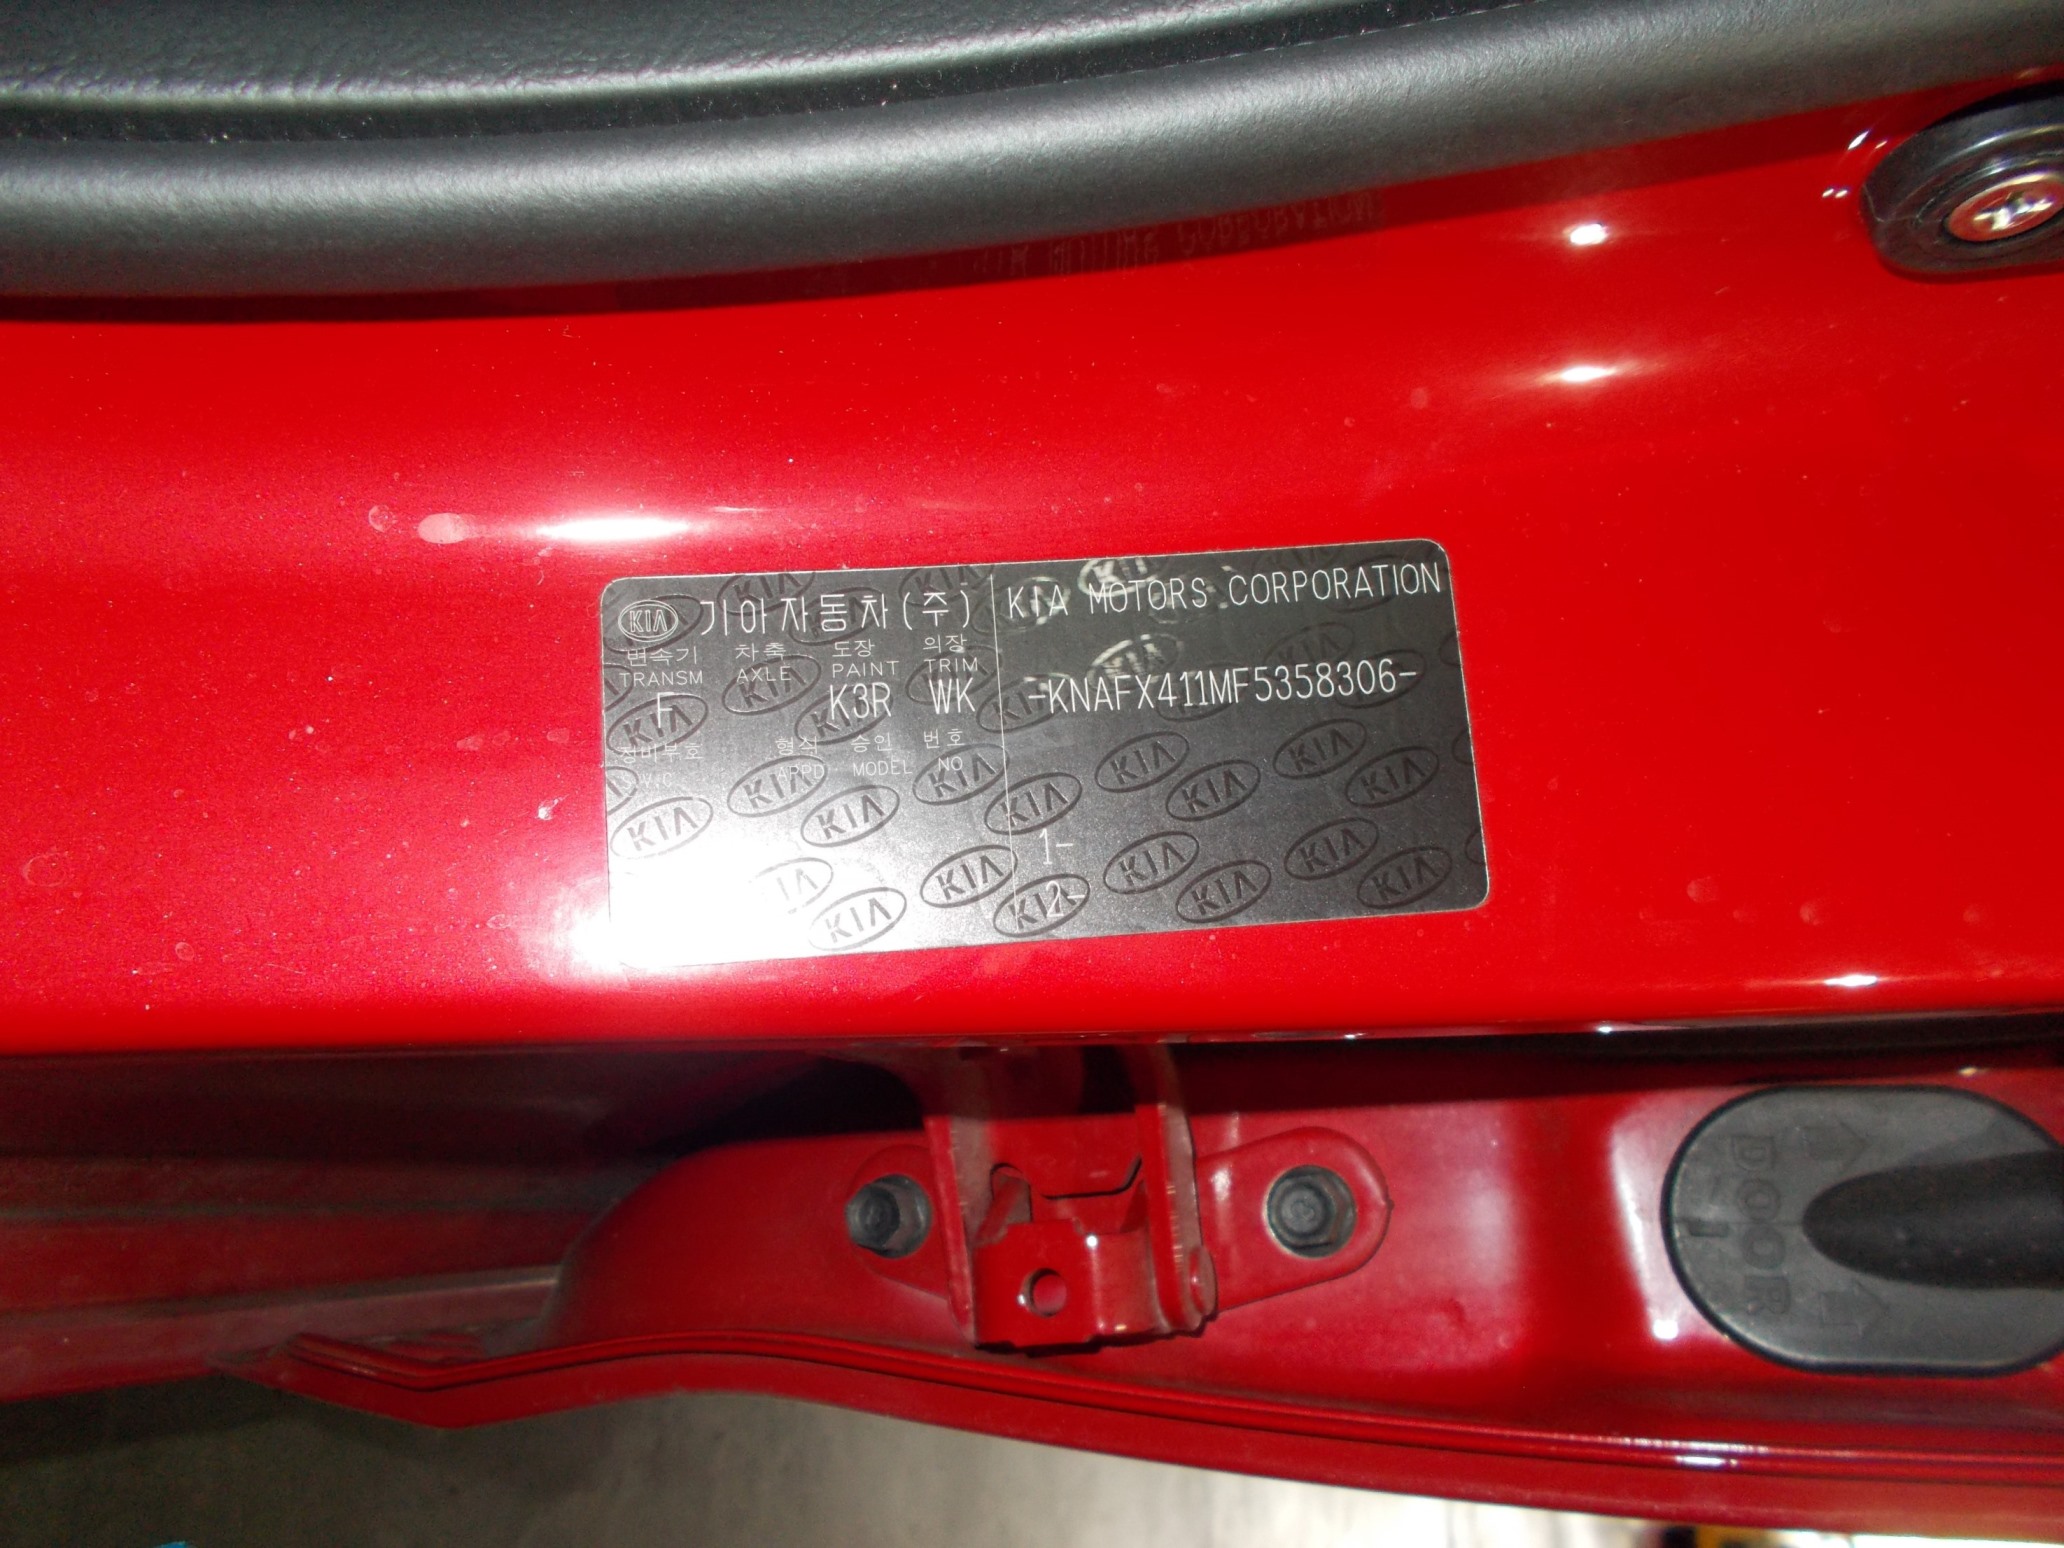 KIA 기아자동차(주) KIA MOTORS CORPORATION
변속기 차축 도장 의장
TRANSM AXLE PAINT TRIM
F K3R WK -KNAFX411MF5358306-
정비부호 형식 승인 번호
APPD MODEL NO
1-
2-
DOOR